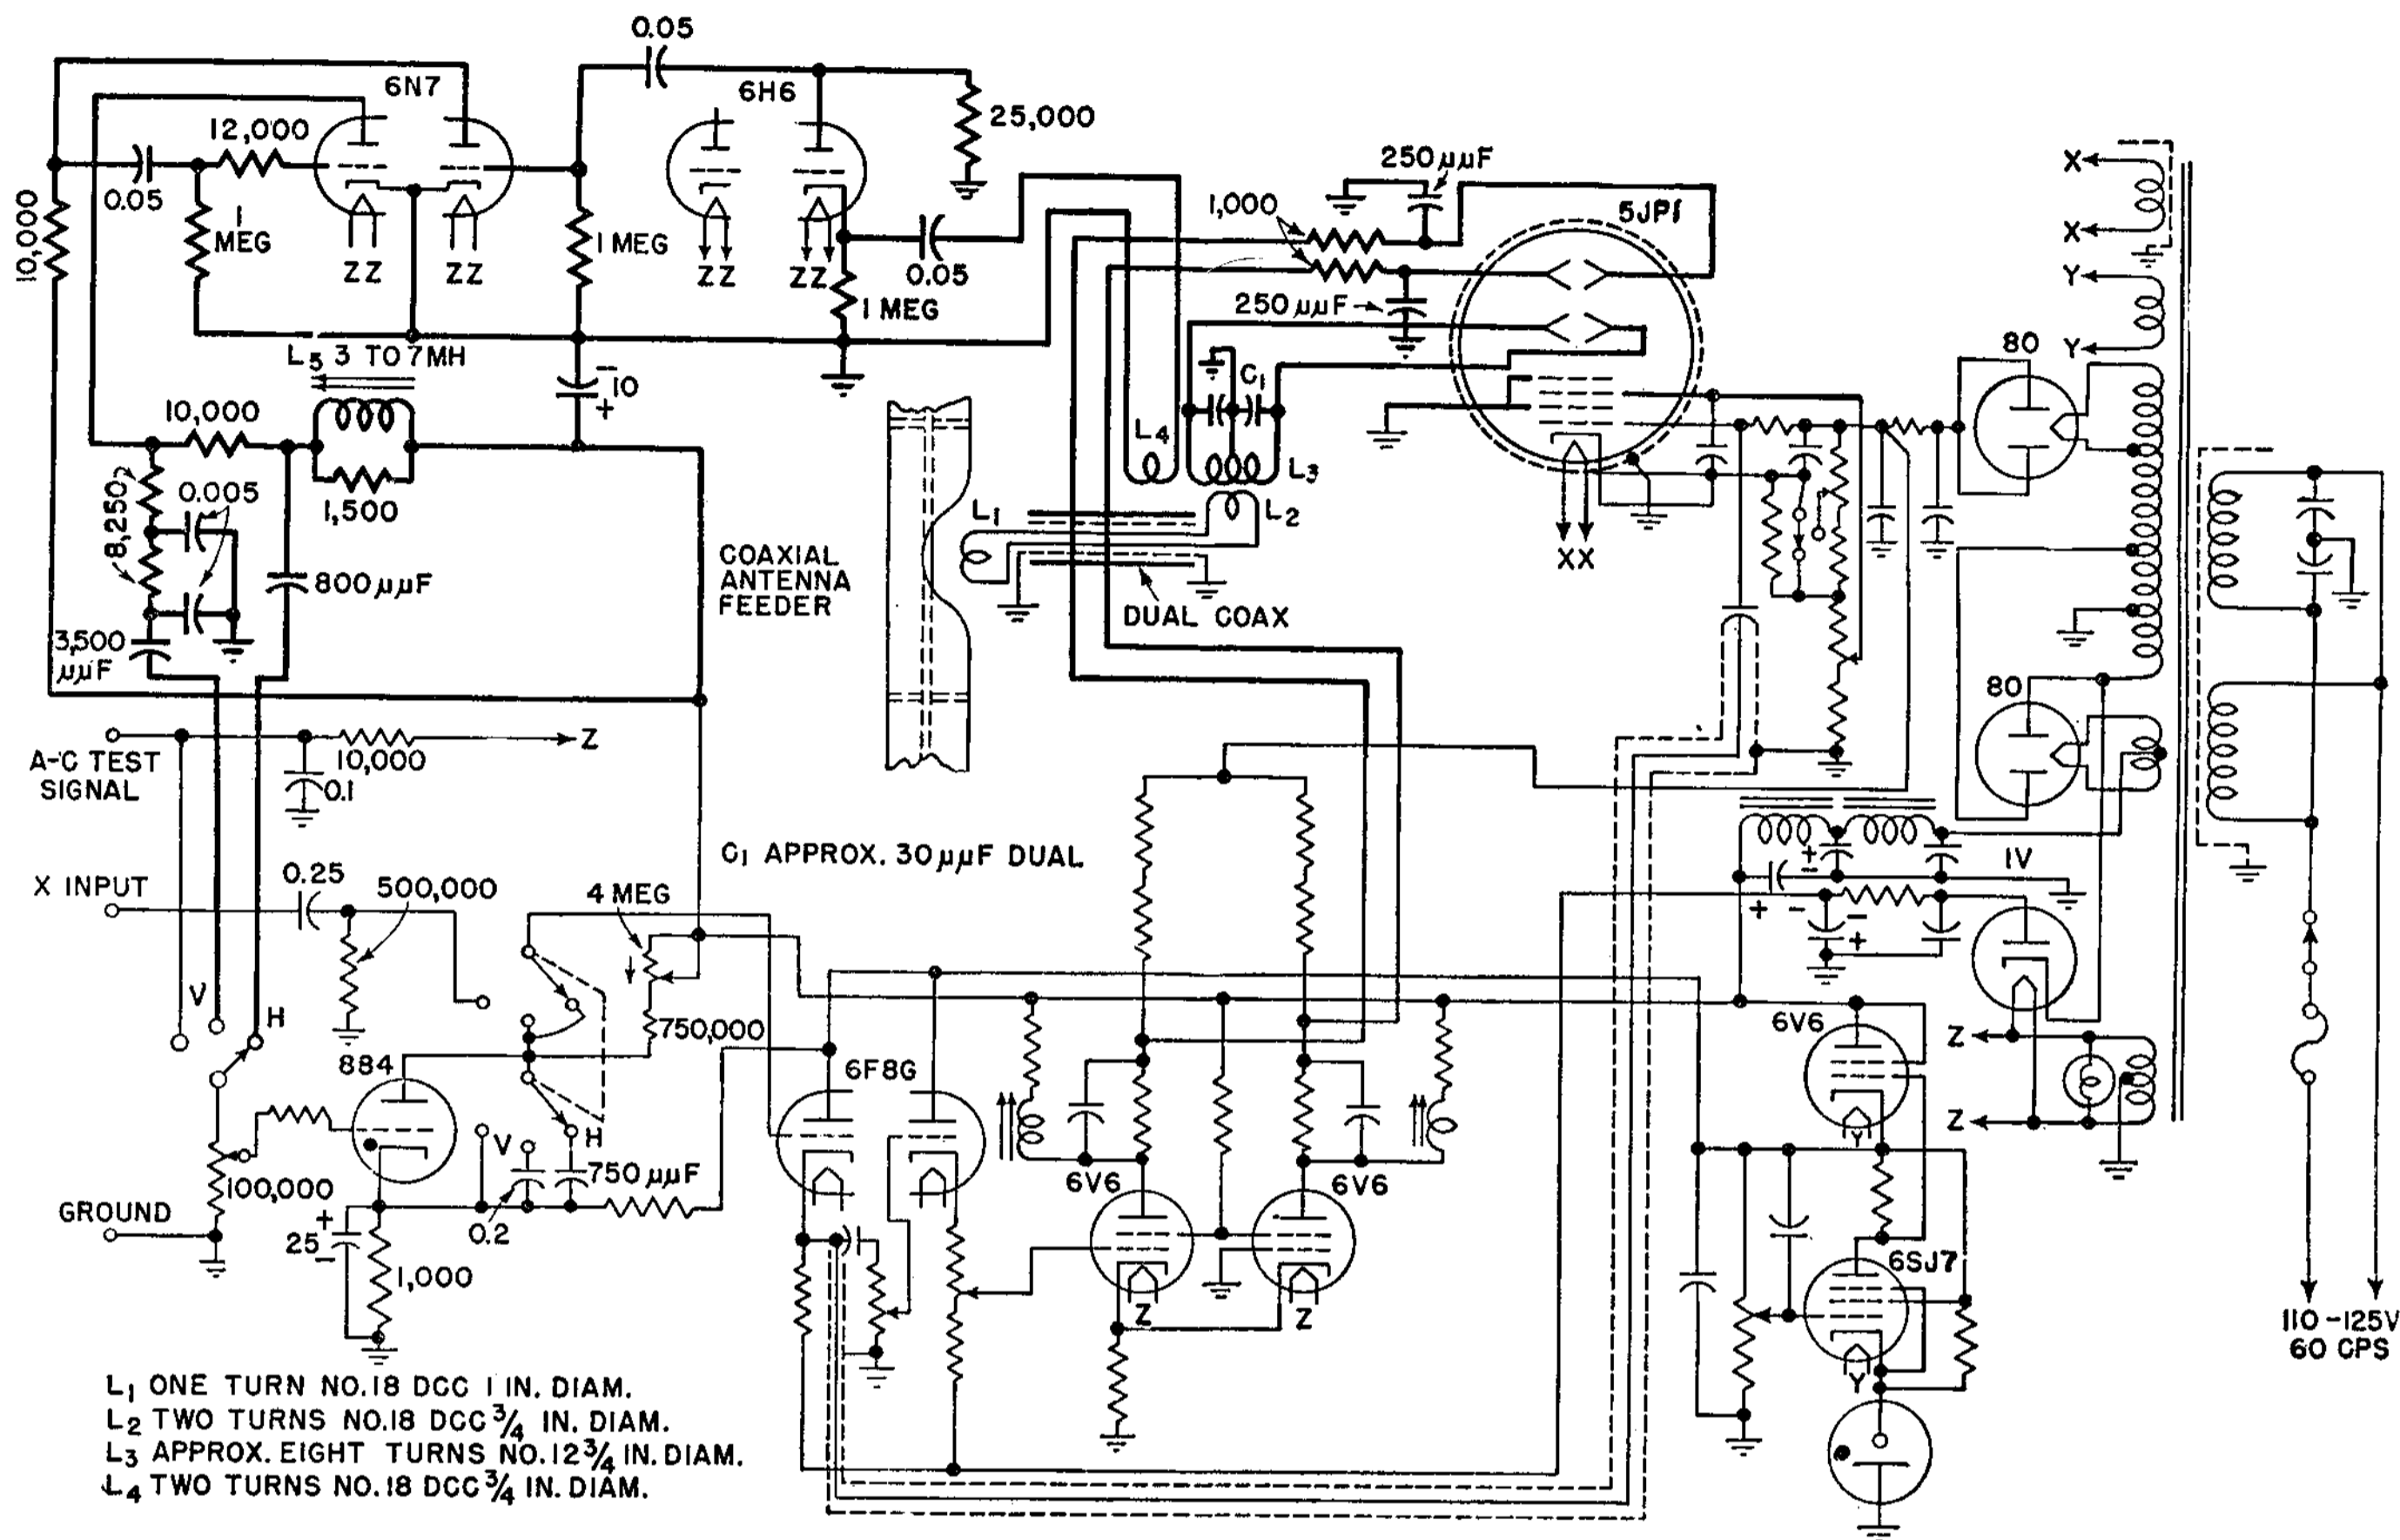 0.05
6N7
6H6
12,000
25,000
0.05
10,000
1
MEG
1 MEG
ZZ
ZZ
ZZ
ZZ
0.05
1 MEG
250µµF
1,000
5JP1
250µµF
X
X
Y
Y
80
L5 3 TO 7MH
10,000
-
10
+
8,250
0.005
1,500
800µµF
3,500
µµF
C1
L4
L3
L1
L2
COAXIAL
ANTENNA
FEEDER
DUAL COAX
XX
80
A-C TEST
SIGNAL
10,000
Z
0.1
C1 APPROX. 30µµF DUAL
X INPUT
0.25
500,000
4 MEG
+
-
1V
+
-
-
+
V
H
750,000
884
6F8G
6V6
Z
Z
V
H
750µµF
0.2
100,000
GROUND
+
25
-
1,000
6V6
6V6
Z
Z
Y
6SJ7
Y
110-125V
60 CPS
L1 ONE TURN NO.18 DCC 1 IN. DIAM.
L2 TWO TURNS NO.18 DCC 3/4 IN. DIAM.
L3 APPROX. EIGHT TURNS NO.12 3/4 IN. DIAM.
L4 TWO TURNS NO.18 DCC 3/4 IN. DIAM.